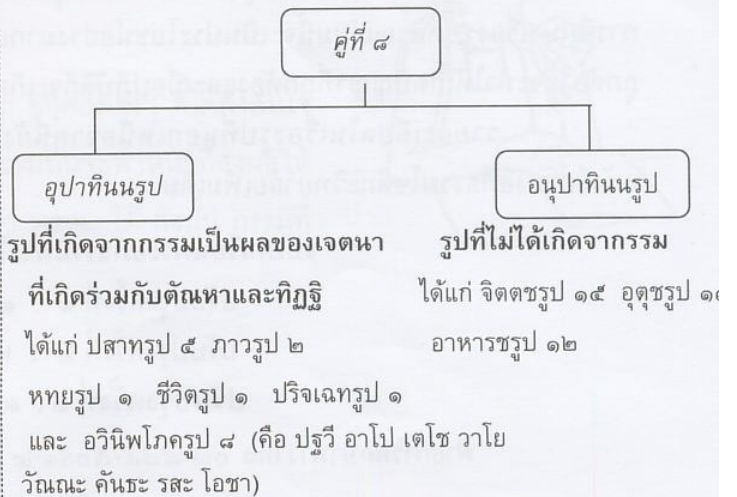 คู่ที่ ๘
อุปาทินนรูป
อนุปาทินนรูป
รูปที่เกิดจากกรรมเป็นผลของเจตนา
ที่เกิดร่วมกับตัณหาและทิฏฐิ
ได้แก่ ปสาทรูป ๕ ภาวรูป ๒
หทยรูป ๑ ชีวิตรูป ๑ ปริจเฉทรูป ๑
และ อวินิพโภครูป ๘ (คือ ปฐวี อาโป เตโช วาโย
วัณณะ คันธะ รสะ โอชา)
รูปที่ไม่ได้เกิดจากกรรม
ได้แก่ จิตตชรูป ๑๕ อุตุชรูป
อาหารชรูป ๑๒